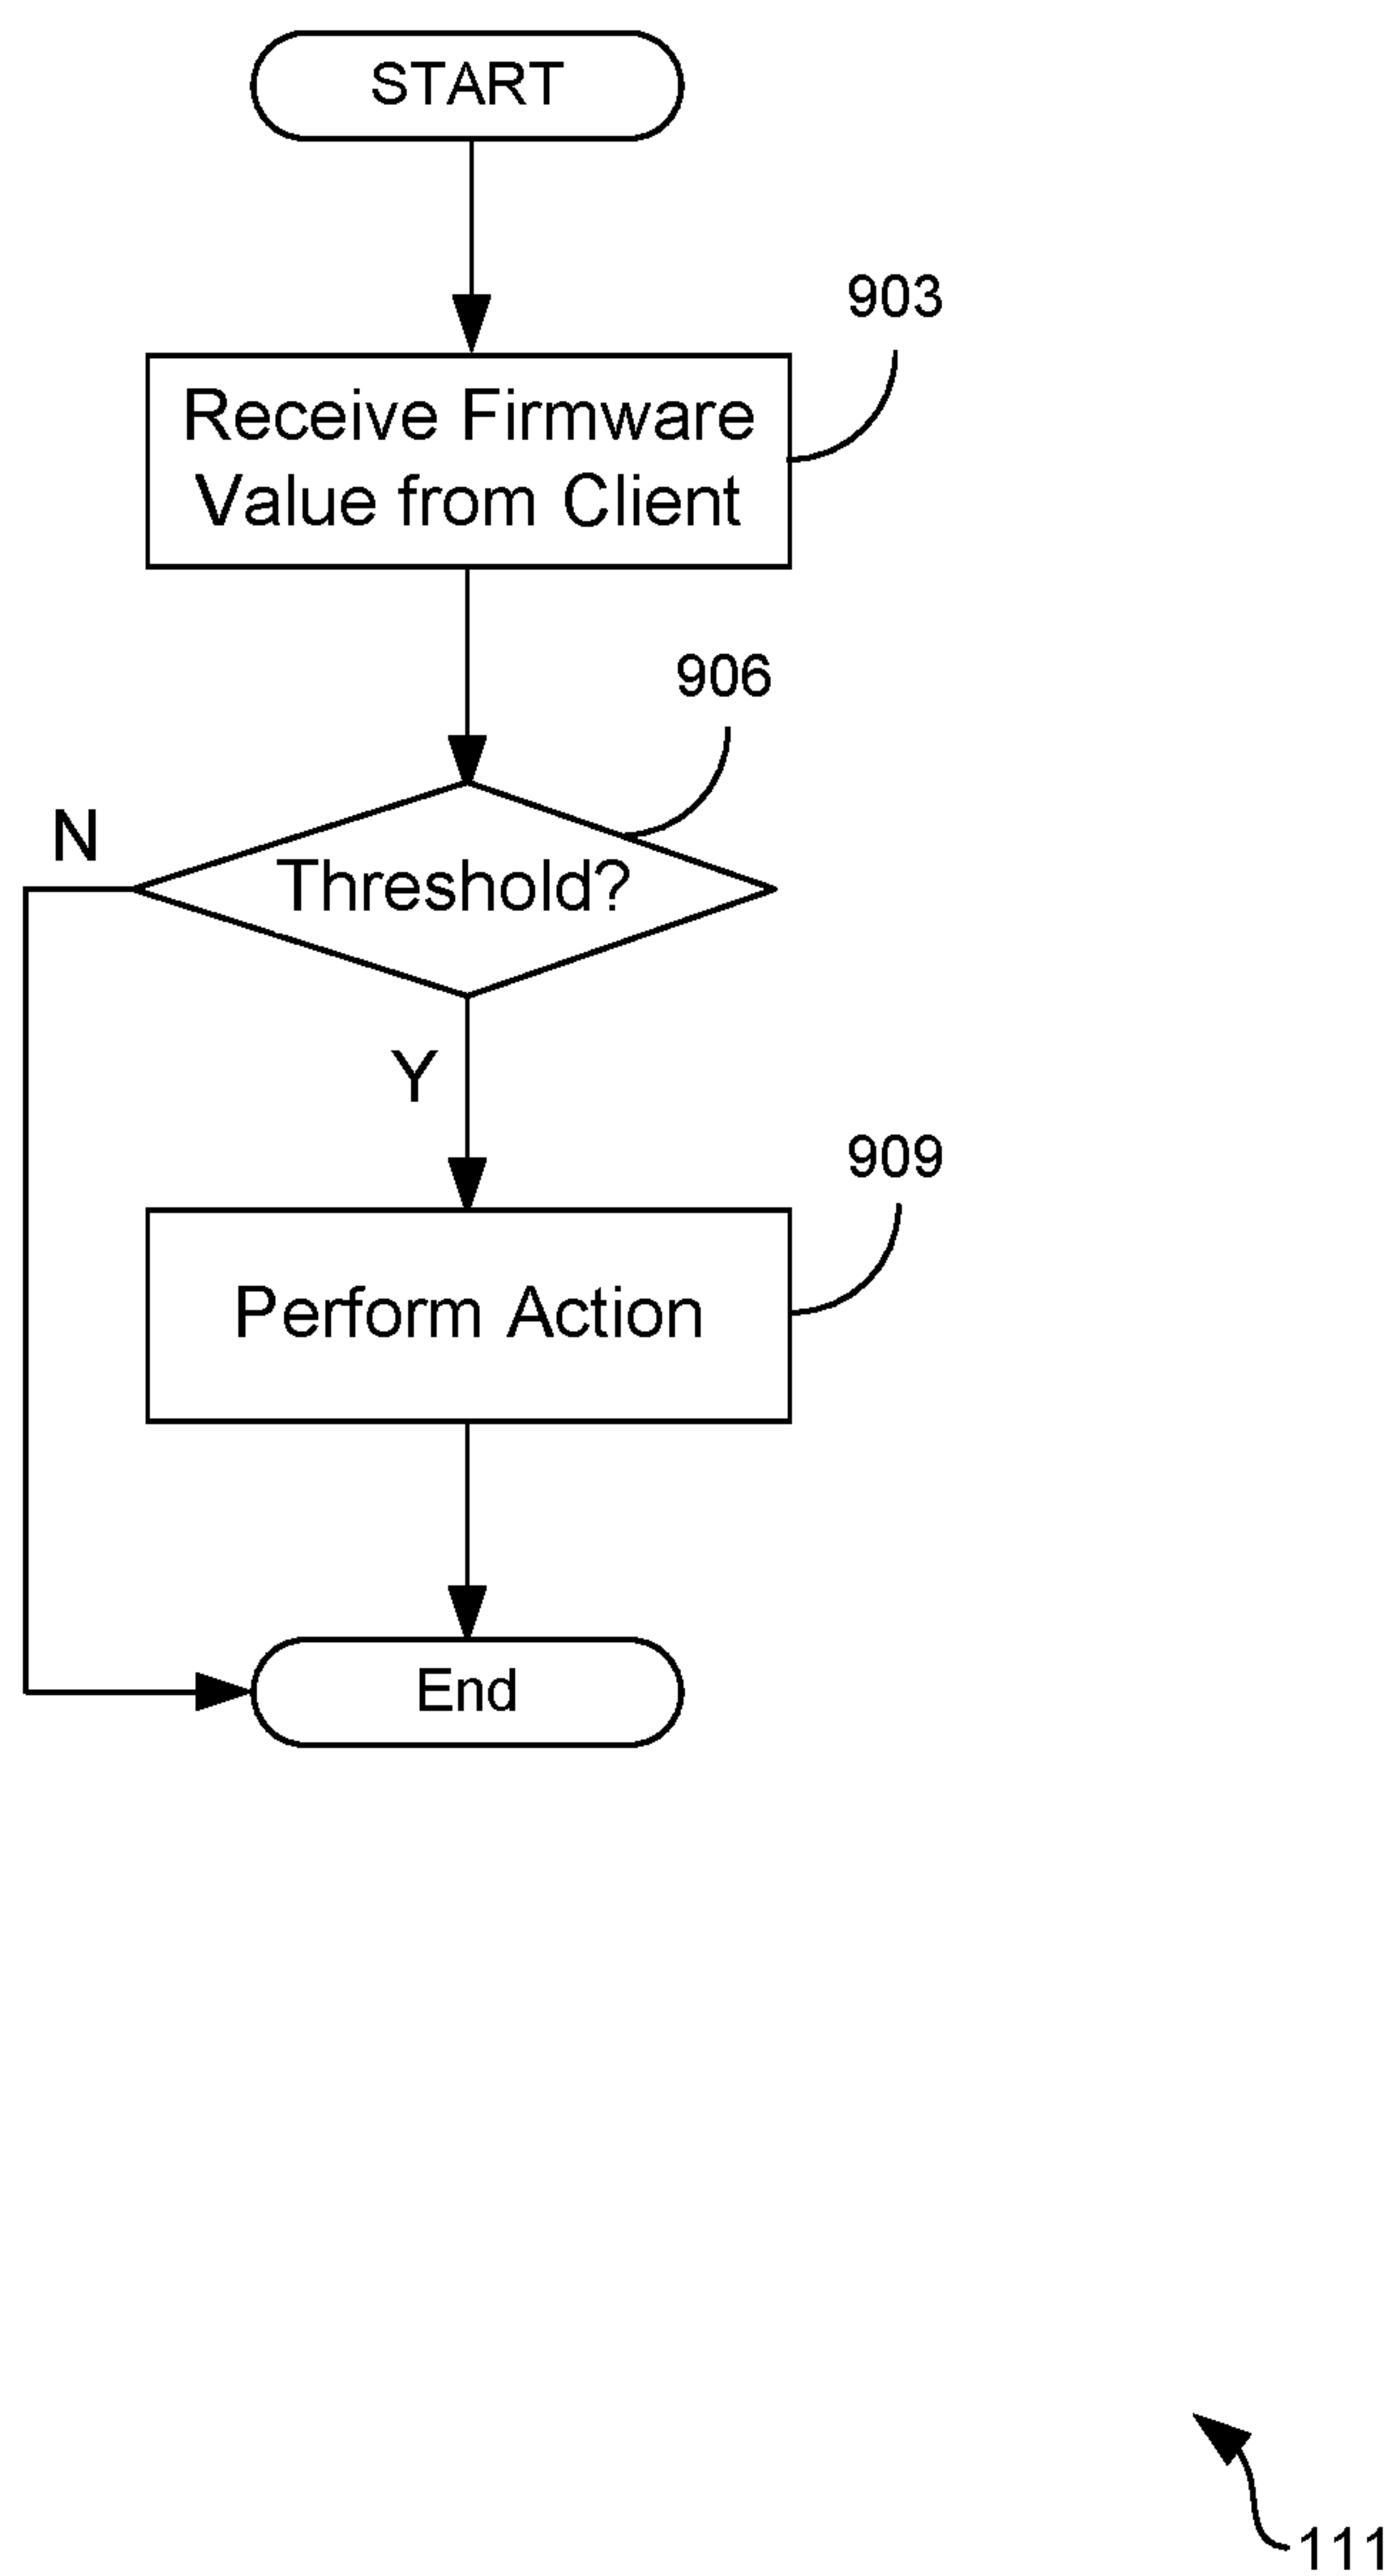 START
903
Receive Firmware
Value from Client
906
N
Threshold?
Y
909
Perform Action
End
111